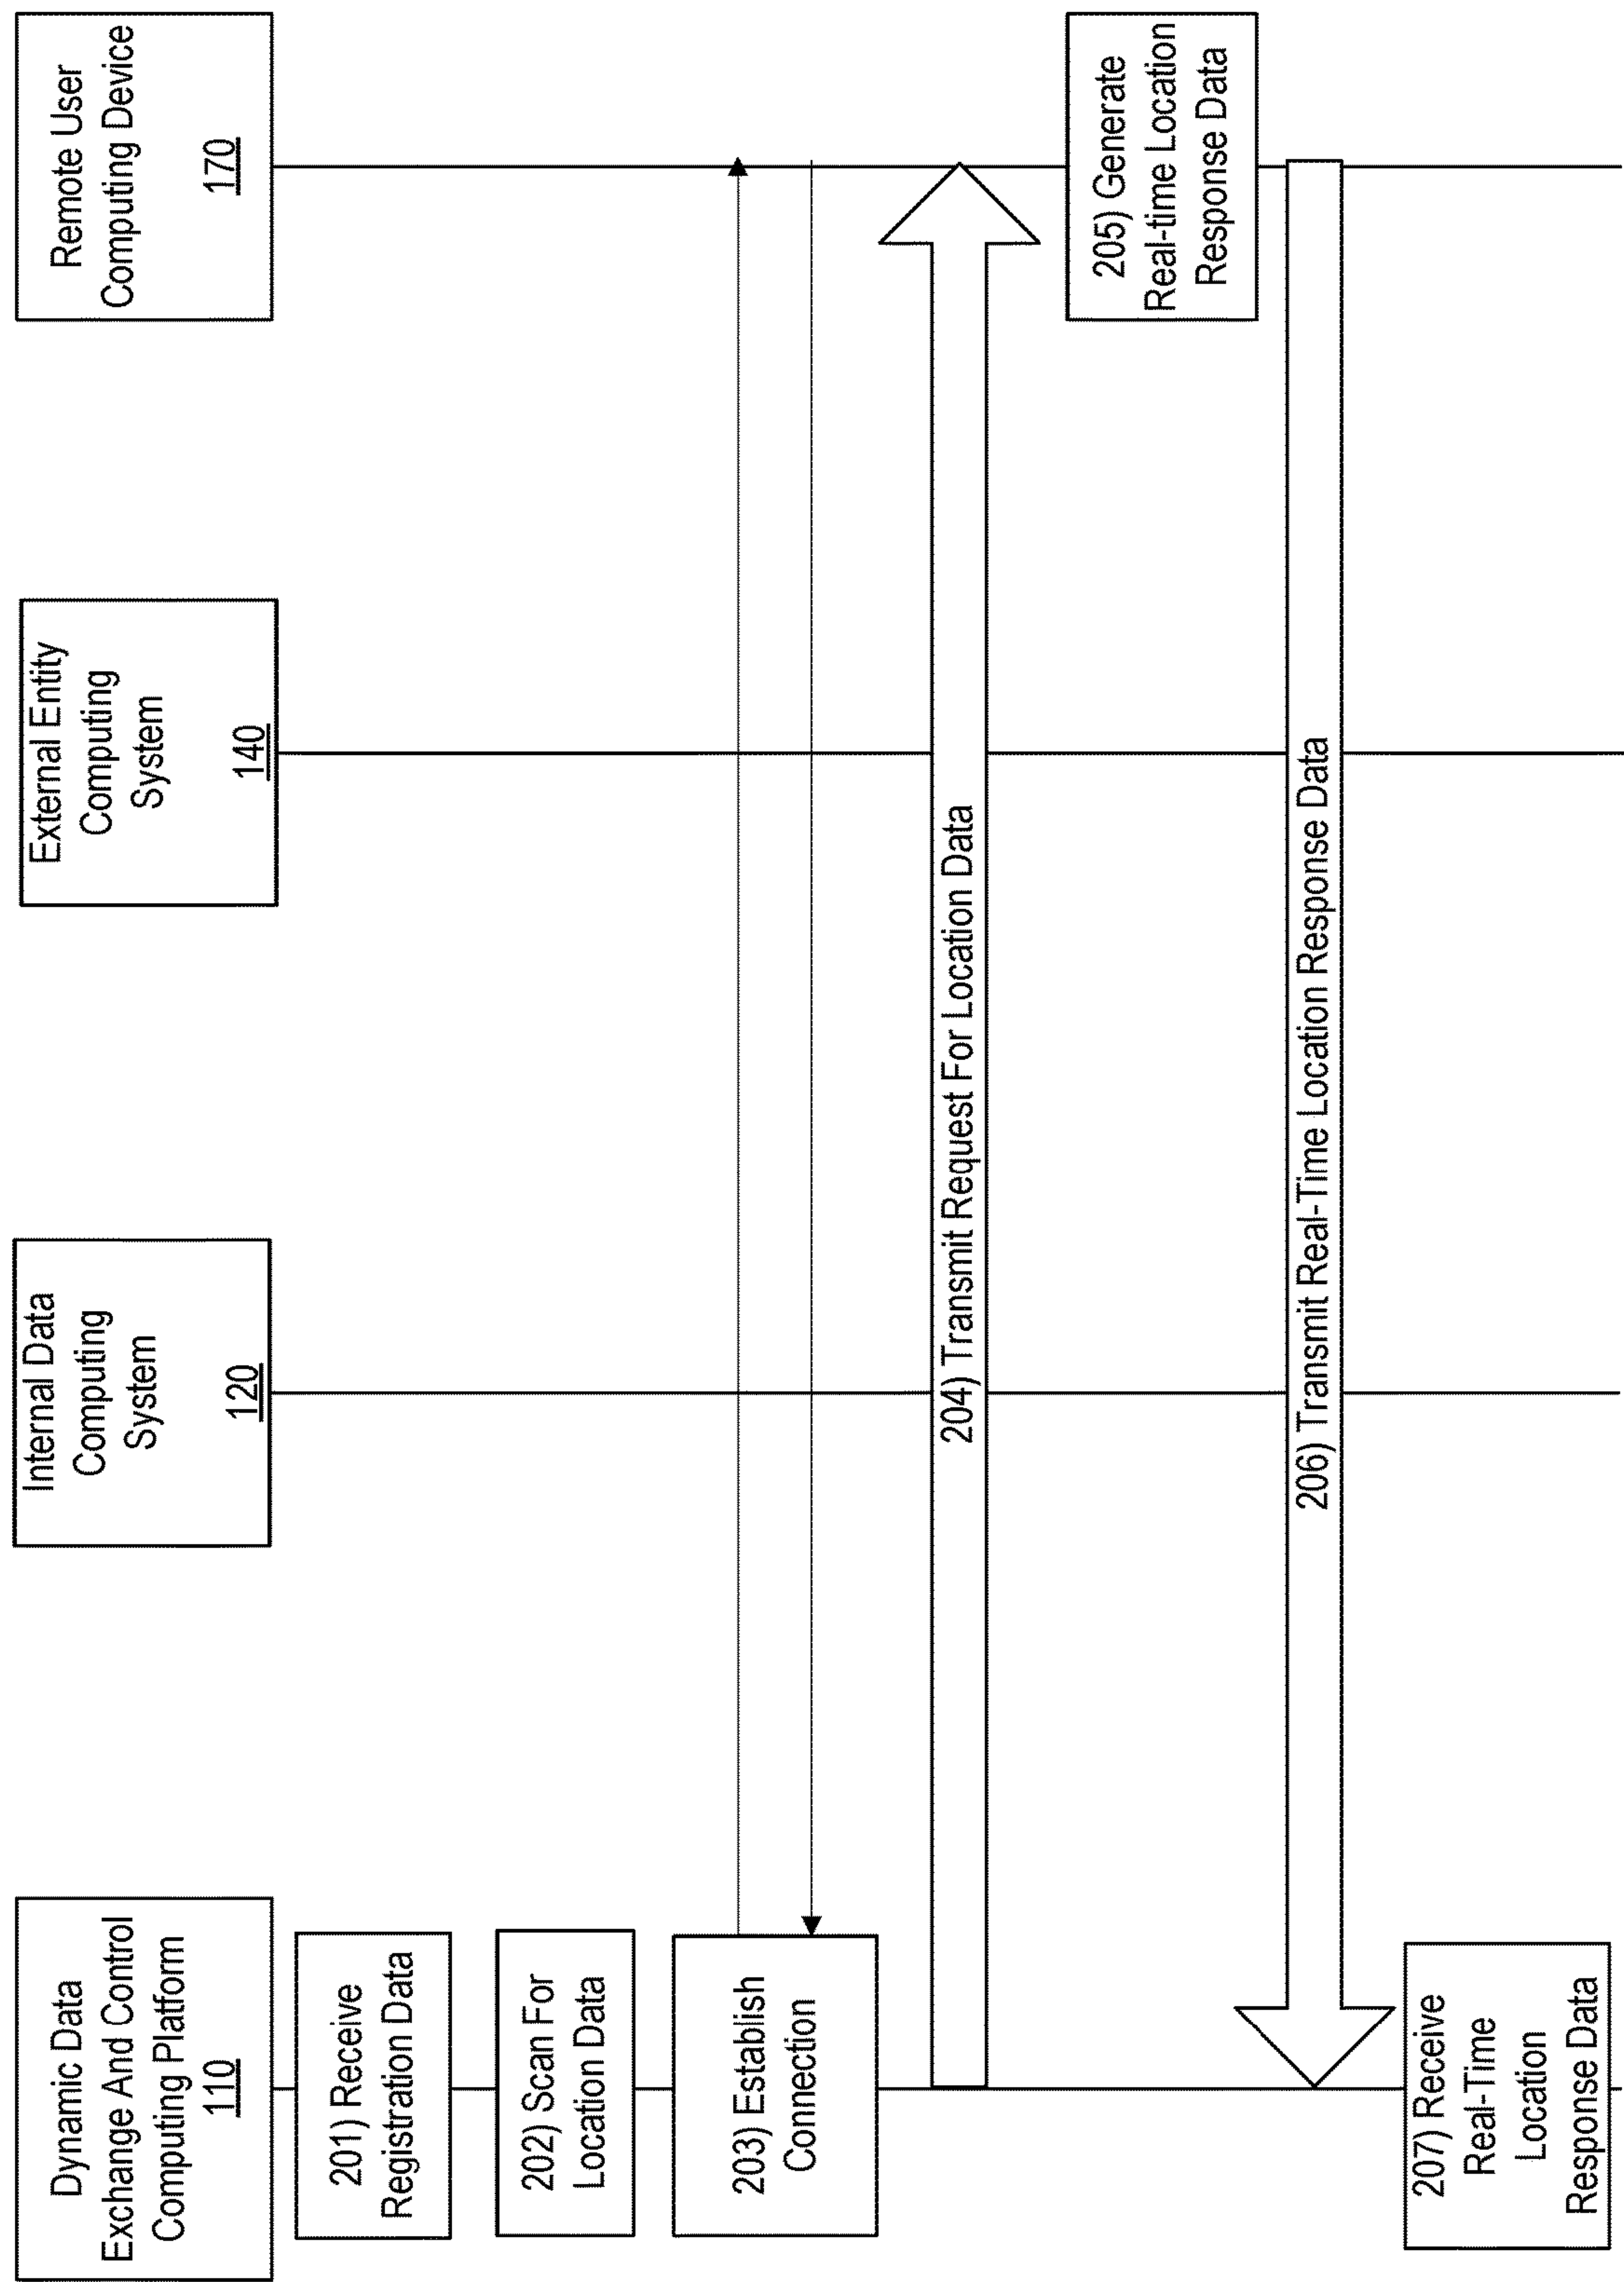 Dynamic Data
Exchange And Control
Computing Platform
110
Internal Data
Computing
System
120
External Entity
Computing
System
140
Remote User
Computing Device
170
201) Receive
Registration Data
202) Scan For
Location Data
203) Establish
Connection
204) Transmit Request For Location Data
205) Generate
Real-time Location
Response Data
206) Transmit Real-Time Location Response Data
207) Receive
Real-Time
Location
Response Data